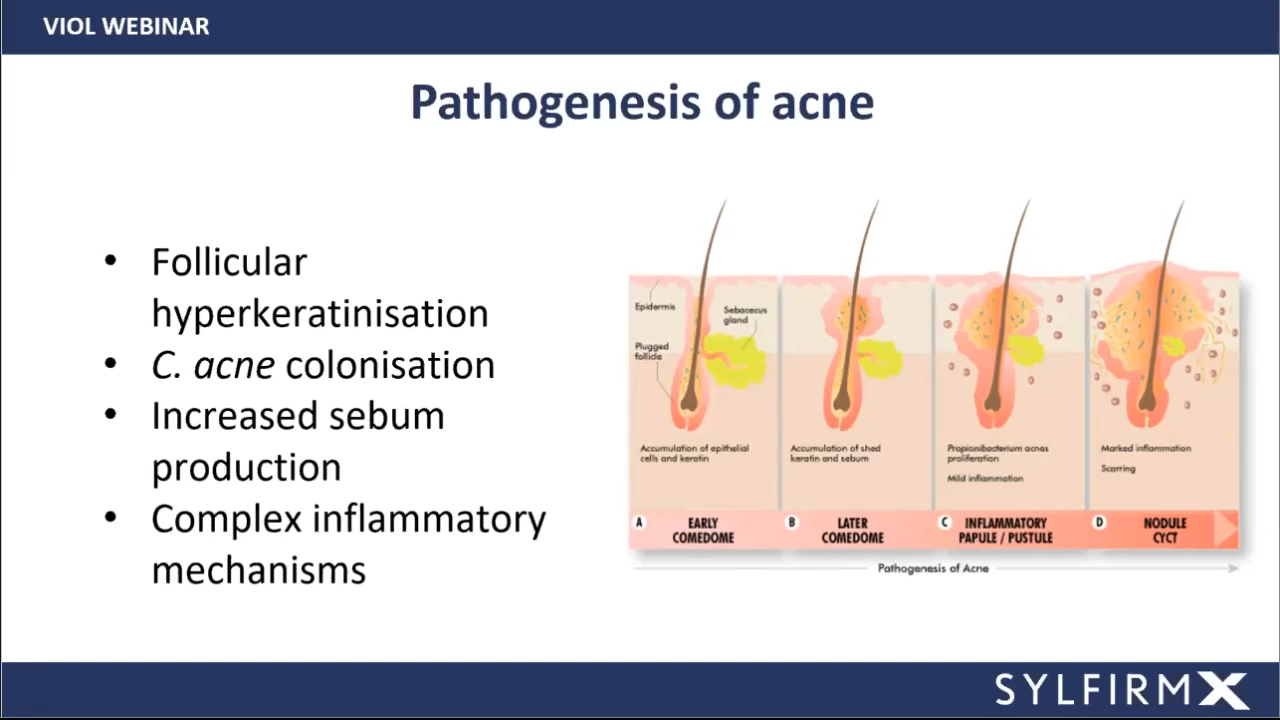 VIOL WEBINAR
Pathogenesis of acne
• Follicular
hyperkeratinisation
• C. acne colonisation
• Increased sebum
production
• Complex inflammatory
mechanisms
Epidermis
Sebacecus
gland
Plugged
follicle
Accumulation of epithelial
cells and keratin
Accumulation of shed
keratin and sebum
Propionibacterium acnes
proliferation
Mild inflammation
Marked inflammation
Scarring
A EARLY
COMEDOME
B LATER
COMEDOME
C INFLAMMATORY
PAPULE / PUSTULE
D NODULE
CYCT
Pathogenesis of Acne
SYLFIRM X